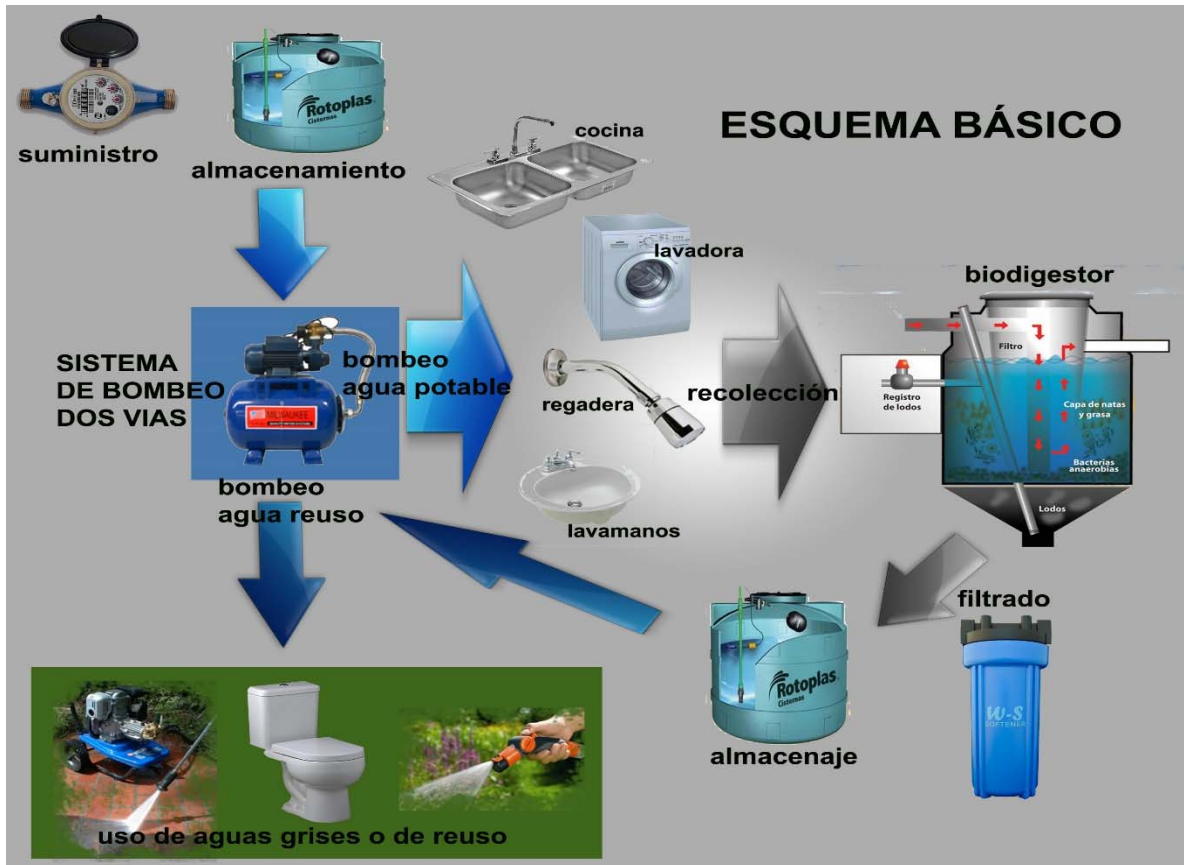 ESQUEMA BÁSICO
suministro
Rotoplas
Cisternas
almacenamiento
cocina
lavadora
biodigestor
SISTEMA
DE BOMBEO
DOS VIAS
MILWAUKEE
bombeo
agua potable
regadera
recolección
Filtro
Registro
de lodos
Capa de natas
y grasa
Bacterias
anaerobias
Lodos
bombeo
agua reuso
lavamanos
filtrado
Rotoplas
Cisternas
almacenaje
W-S
SOFTENER
uso de aguas grises o de reuso